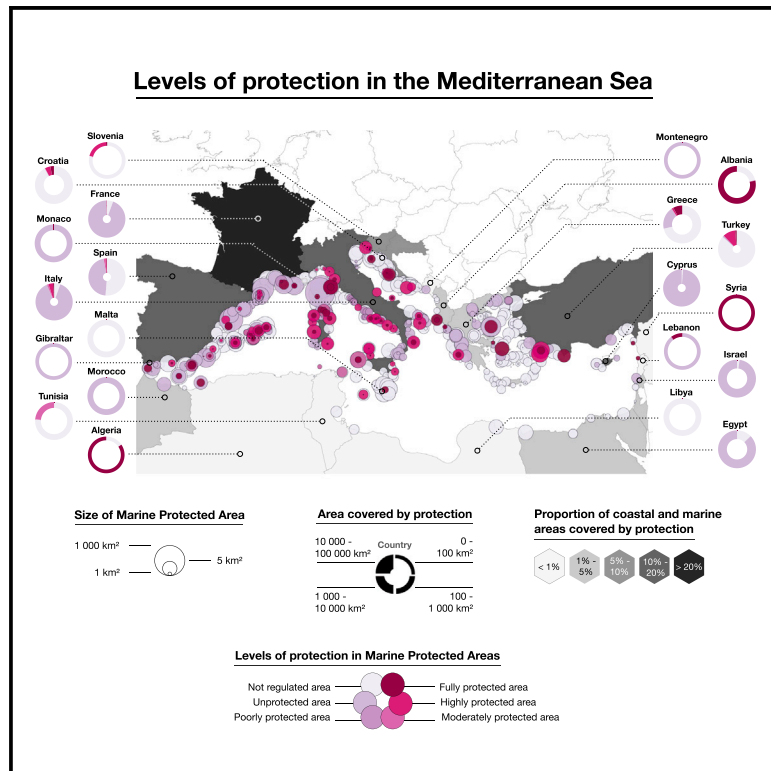 Levels of protection in the Mediterranean Sea
Slovenia
Croatia
France
Monaco
Spain
Italy
Malta
Gibraltar
Morocco
Tunisia
Algeria
Montenegro
Albania
Greece
Turkey
Cyprus
Syria
Lebanon
Israel
Libya
Egypt
Size of Marine Protected Area
1 000 km²
5 km²
1 km²
Area covered by protection
10 000 -
100 000 km²
Country
0 -
100 km²
1 000 -
10 000 km²
100 -
1 000 km²
Proportion of coastal and marine
areas covered by protection
< 1%
1% -
5%
5% -
10%
10% -
20%
> 20%
Levels of protection in Marine Protected Areas
Not regulated area
Unprotected area
Poorly protected area
Fully protected area
Highly protected area
Moderately protected area